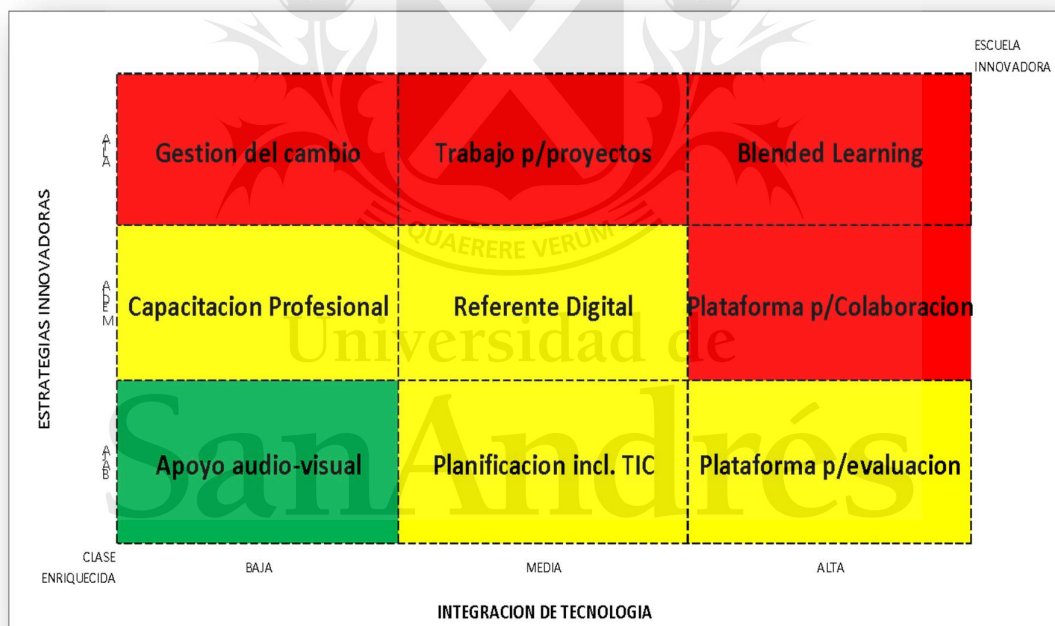 ESCUELA
INNOVADORA
ESTRATEGIAS INNOVADORAS
ALTA
Gestion del cambio
Trabajo p/proyectos
Blended Learning
QUAERERE VERUM
MEDIA
Capacitacion Profesional
Referente Digital
Plataforma p/Colaboracion
Universidad de
SanAndrés
BAJA
Apoyo audio-visual
Planificacion incl. TIC
Plataforma p/evaluacion
CLASE
ENRIQUECIDA
BAJA
MEDIA
ALTA
INTEGRACION DE TECNOLOGIA